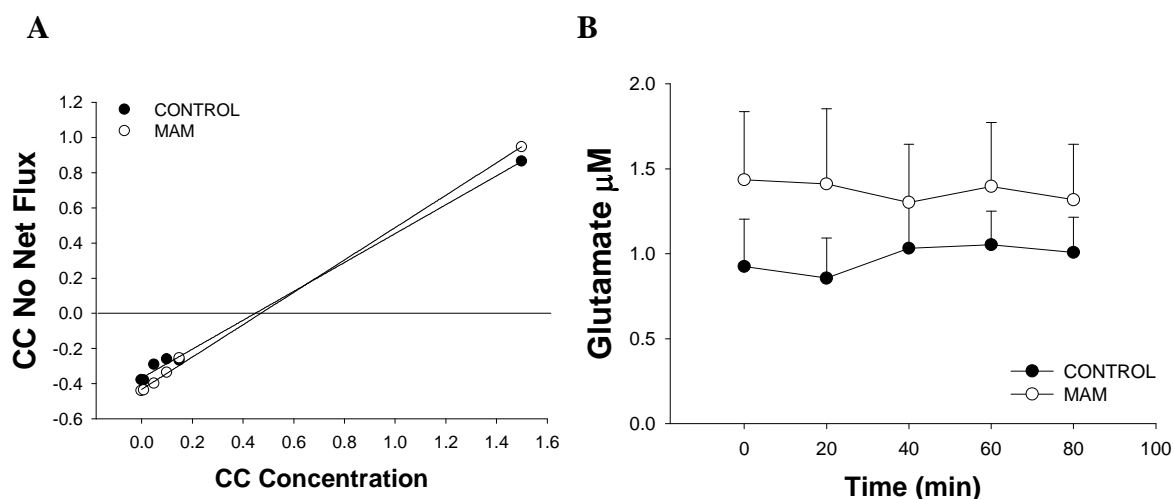 A
CC No Net Flux
1.2
1.0
0.8
0.6
0.4
0.2
0.0
-0.2
-0.4
-0.6
CONTROL
MAM
0.0 0.2 0.4 0.6 0.8 1.0 1.2 1.4 1.6
CC Concentration
B
Glutamate μM
2.0
1.5
1.0
0.5
0.0
CONTROL
MAM
0 20 40 60 80 100
Time (min)